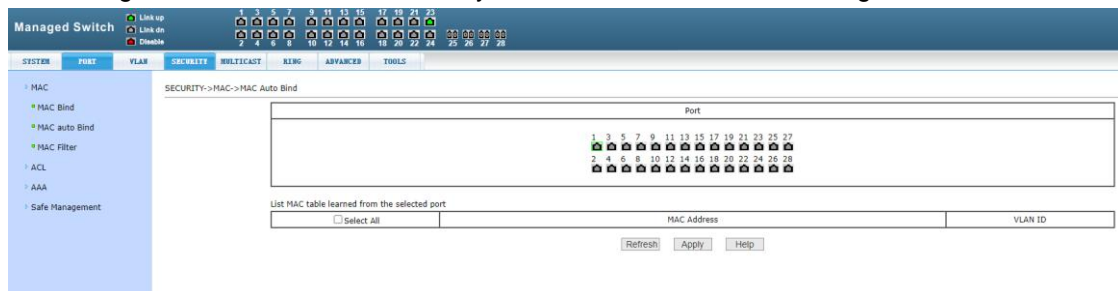 Managed Switch
Link up
Link dn
Disable
1 3 5 7 9 11 13 15 17 19 21 23
2 4 6 8 10 12 14 16 18 20 22 24 25 26 27 28
SYSTEM PORT VLAN SECURITY MULTICAST RING ADVANCED TOOLS
MAC
MAC Bind
MAC auto Bind
MAC Filter
ACL
AAA
Safe Management
SECURITY->MAC->MAC Auto Bind
Port
1 3 5 7 9 11 13 15 17 19 21 23 25 27
2 4 6 8 10 12 14 16 18 20 22 24 26 28
List MAC table learned from the selected port
Select All MAC Address VLAN ID
Refresh Apply Help